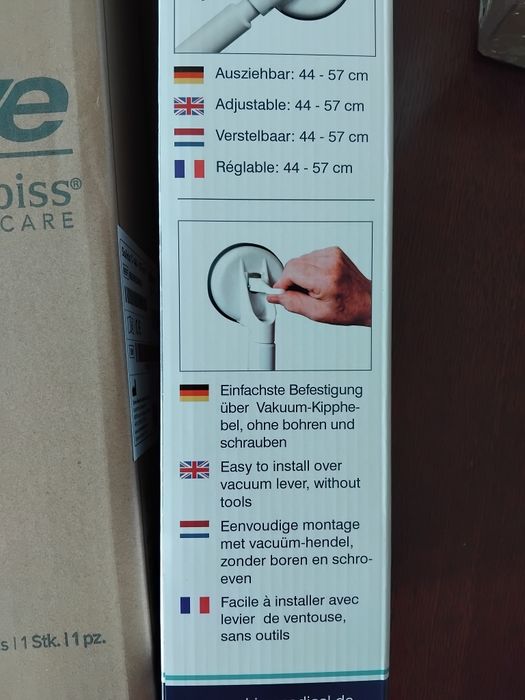 Ausziehbar: 44 - 57 cm
Adjustable: 44 - 57 cm
Verstelbaar: 44 - 57 cm
Réglable: 44 - 57 cm
Einfachste Befestigung
über Vakuum-Kipphe-
bel, ohne bohren und
schrauben
Easy to install over
vacuum lever, without
tools
Eenvoudige montage
met vacuüm-hendel,
zonder boren en schro-
even
Facile à installer avec
levier de ventouse,
sans outils
biss®
CARE
1 Stk. | 1 pz.